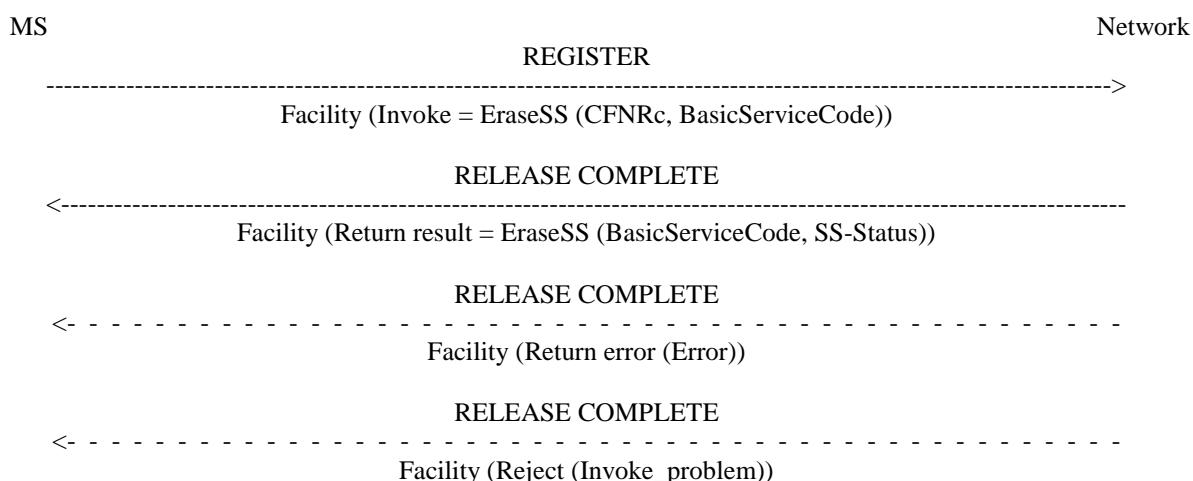 MS Network
REGISTER
Facility (Invoke = EraseSS (CFNRc, BasicServiceCode))
RELEASE COMPLETE
Facility (Return result = EraseSS (BasicServiceCode, SS-Status))
RELEASE COMPLETE
Facility (Return error (Error))
RELEASE COMPLETE
Facility (Reject (Invoke_problem))